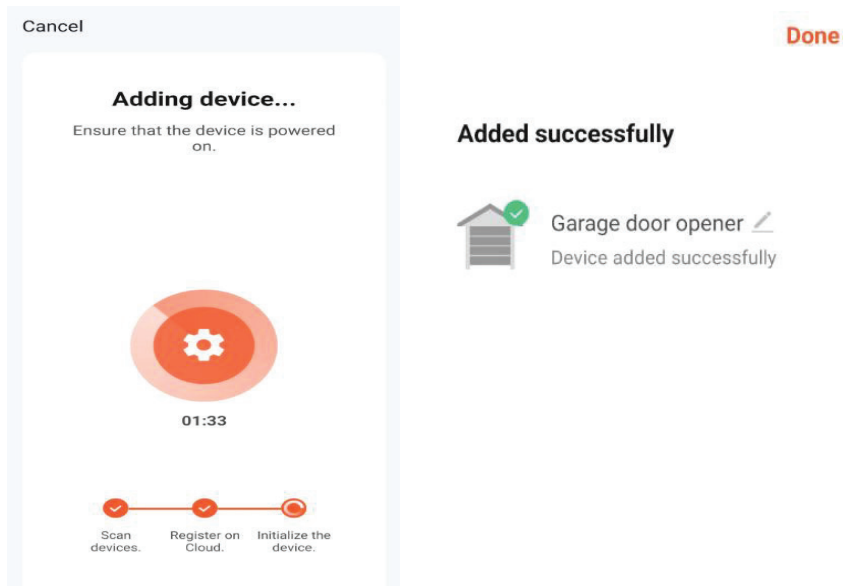 Cancel
Adding device...
Ensure that the device is powered
on.
01:33
Scan
devices.
Register on
Cloud.
Initialize the
device.
Done
Added successfully
Garage door opener
Device added successfully